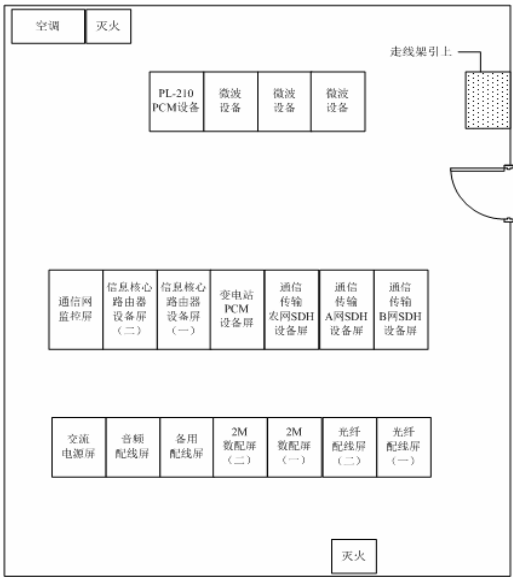 空调
灭火
走线架引上
PL-210
PCM设备
微波
设备
微波
设备
微波
设备
通信网
监控屏
信息核心
路由器
设备屏
（二）
信息核心
路由器
设备屏
（一）
变电站
PCM
设备屏
通信
传输
农网SDH
设备屏
通信
传输
A网SDH
设备屏
通信
传输
B网SDH
设备屏
交流
电源屏
音频
配线屏
备用
配线屏
2M
数配屏
（二）
2M
数配屏
（一）
光纤
配线屏
（二）
光纤
配线屏
（一）
灭火